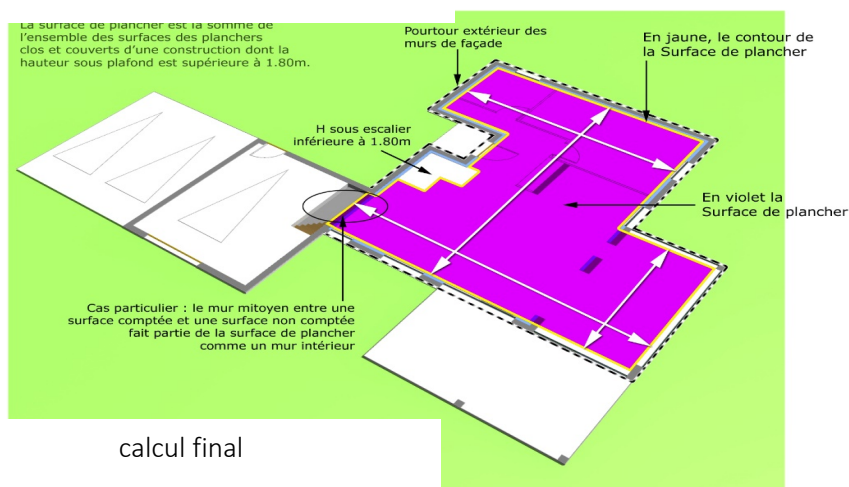 La surface de plancher est la somme de
l'ensemble des surfaces des planchers
clos et couverts d'une construction dont la
hauteur sous plafond est supérieure à 1.80m.
Pourtour extérieur des
murs de façade
En jaune, le contour de
la Surface de plancher
H sous escalier
inférieure à 1.80m
En violet la
Surface de plancher
Cas particulier : le mur mitoyen entre une
surface comptée et une surface non comptée
fait partie de la surface de plancher
comme un mur intérieur
calcul final